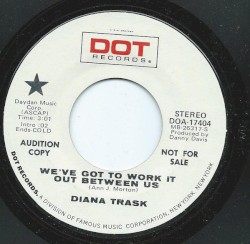 DOT
RECORDS
Daydan Music
Corp.
(ASCAP)
Time: 3:01
Intro :02
Ends COLD
STEREO
DOA-17404
MB-25317-S
Produced by
Danny Davis
AUDITION
COPY
NOT FOR
SALE
WE'VE GOT TO WORK IT
OUT BETWEEN US
(Ann J. Morton)
DIANA TRASK
DOT RECORDS, A DIVISION OF FAMOUS MUSIC CORPORATION, NEW YORK, NEW YORK